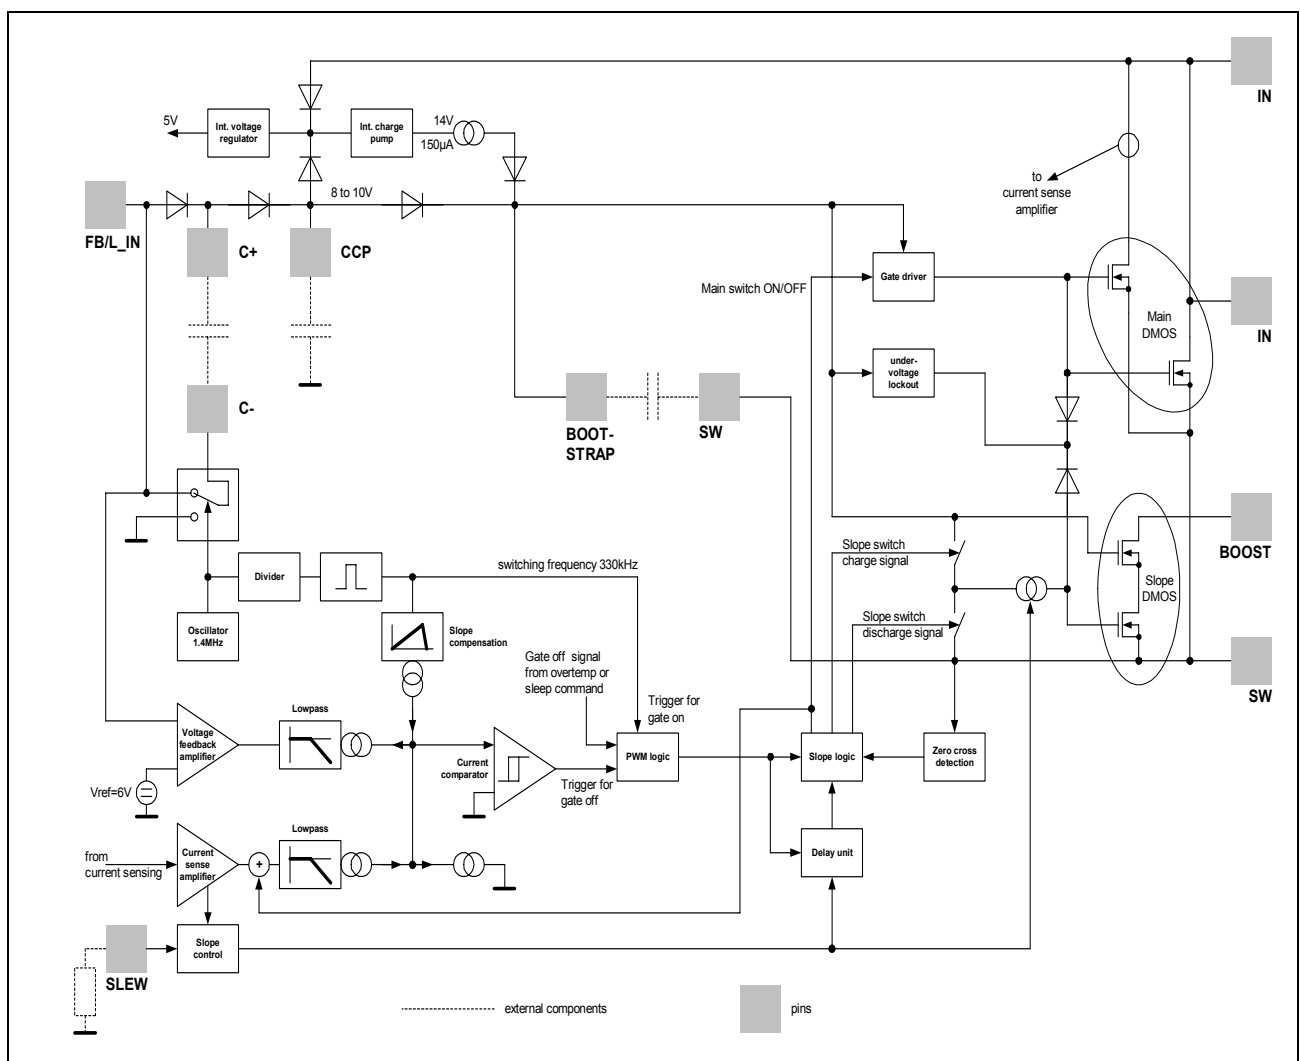 IN
5V
Int. voltage
regulator
Int. charge
pump
14V
150µA
to
current sense
amplifier
8 to 10V
FB/L_IN
C+
CCP
Gate driver
Main switch ON/OFF
Main
DMOS
IN
under-
voltage
lockout
C-
BOOT-
STRAP
SW
BOOST
Slope switch
charge signal
Divider
switching frequency 330kHz
Slope
DMOS
Oscillator
1.4MHz
Slope
compensation
Slope switch
discharge signal
Gate off signal
from overtemp or
sleep command
SW
Trigger for
gate on
Lowpass
Voltage
feedback
amplifier
Current
comparator
PWM logic
Slope logic
Zero cross
detection
Vref=6V
Trigger for
gate off
Lowpass
from
current sensing
Current
sense
amplifier
+
Delay unit
Slope
control
SLEW
external components
pins